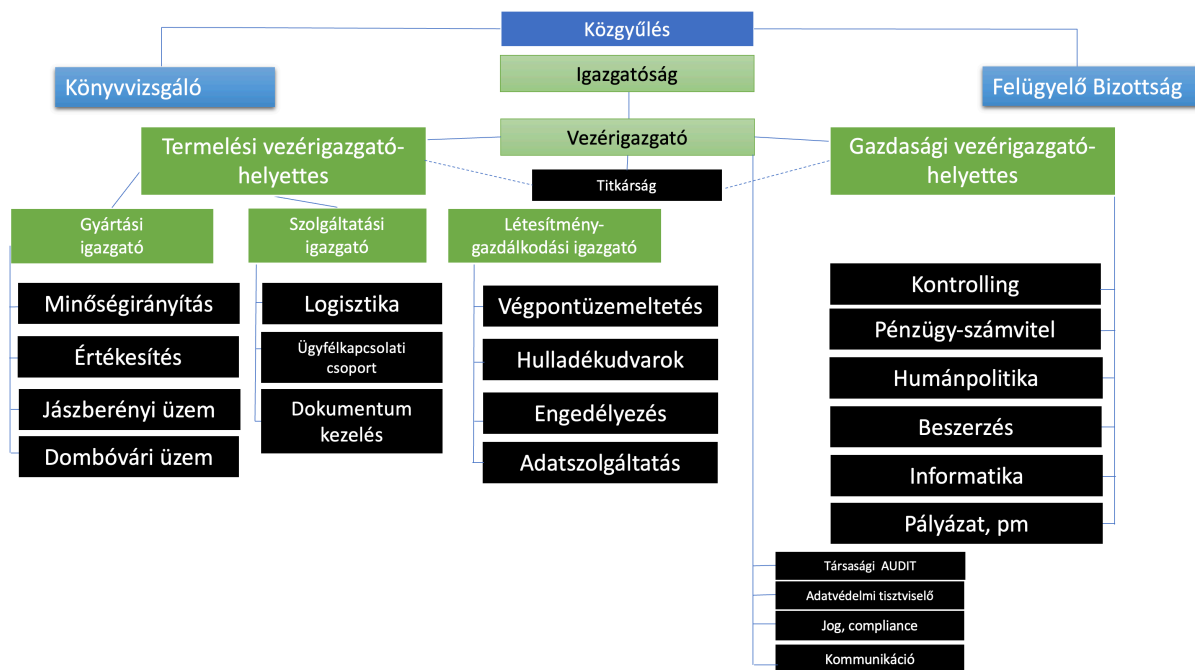 Közgyűlés
Igazgatóság
Könyvvizsgáló
Felügyelő Bizottság
Vezérigazgató
Termelési vezérigazgató-
helyettes
Gazdasági vezérigazgató-
helyettes
Titkárság
Gyártási
igazgató
Szolgáltatási
igazgató
Létesítmény-
gazdálkodási igazgató
Minőségirányítás
Értékesítés
Jászberényi üzem
Dombóvári üzem
Logisztika
Ügyfélkapcsolati
csoport
Dokumentum
kezelés
Végpontüzemeltetés
Hulladékudvarok
Engedélyezés
Adatszolgáltatás
Kontrolling
Pénzügy-számvitel
Humánpolitika
Beszerzés
Informatika
Pályázat, pm
Társasági AUDIT
Adatvédelmi tisztviselő
Jog, compliance
Kommunikáció